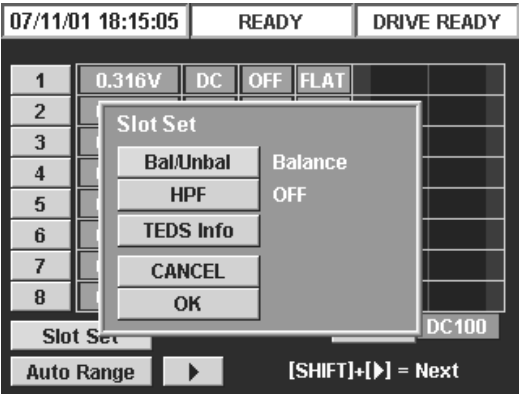 07/11/01 18:15:05 READY DRIVE READY
1 0.316V DC OFF FLAT
2
Slot Set
3
Bal/Unbal Balance
4
HPF OFF
5
TEDS Info
6
7
CANCEL
8
OK
Slot Set DC100
Auto Range [SHIFT]+[▶] = Next